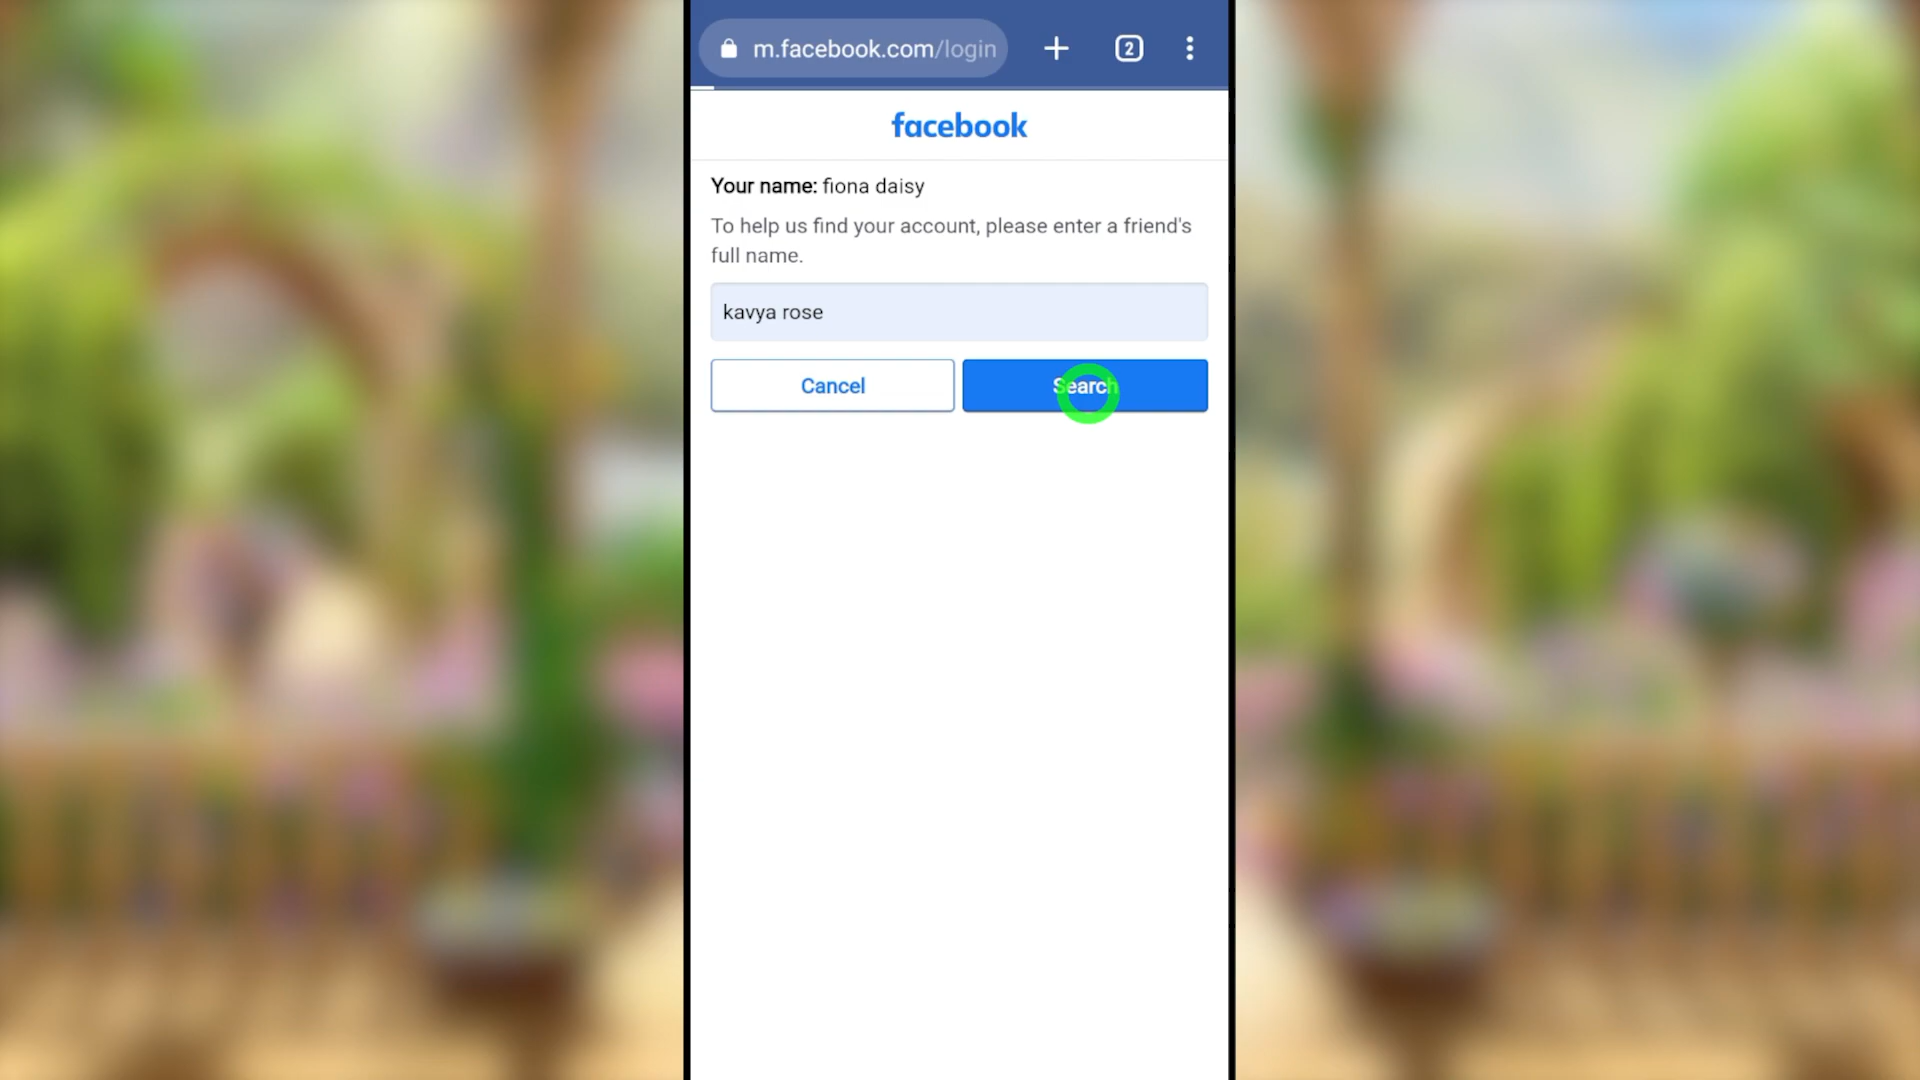 m.facebook.com/login
2
facebook
Your name: fiona daisy
To help us find your account, please enter a friend's
full name.
kavya rose
Cancel
Search